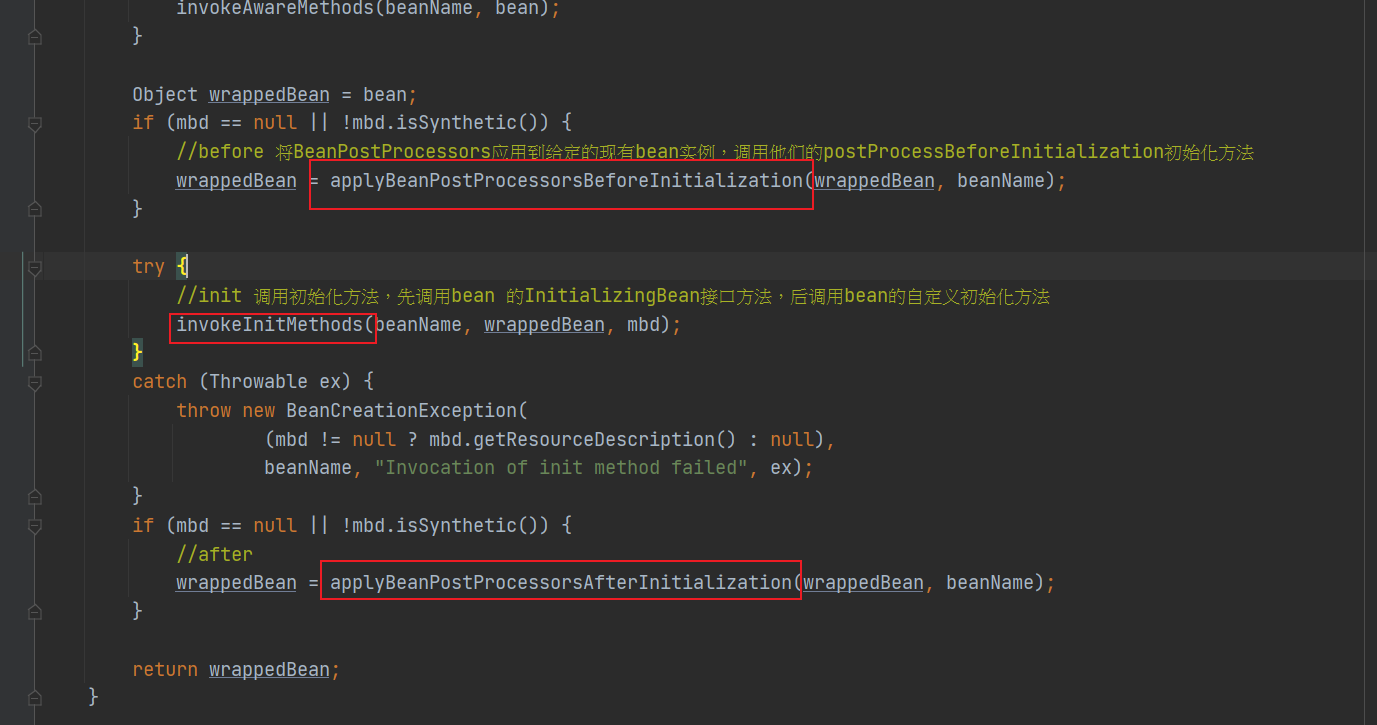 invokeAwareMethods(beanName, bean);
}
Object wrappedBean = bean;
if (mbd == null || !mbd.isSynthetic()) {
//before 将BeanPostProcessors应用到给定的现有bean实例，调用他们的postProcessBeforeInitialization初始化方法
wrappedBean = applyBeanPostProcessorsBeforeInitialization(wrappedBean, beanName);
}
try {
//init 调用初始化方法，先调用bean 的InitializingBean接口方法，后调用bean的自定义初始化方法
invokeInitMethods(beanName, wrappedBean, mbd);
}
catch (Throwable ex) {
throw new BeanCreationException(
(mbd != null ? mbd.getResourceDescription() : null),
beanName, "Invocation of init method failed", ex);
}
if (mbd == null || !mbd.isSynthetic()) {
//after
wrappedBean = applyBeanPostProcessorsAfterInitialization(wrappedBean, beanName);
}
return wrappedBean;
}